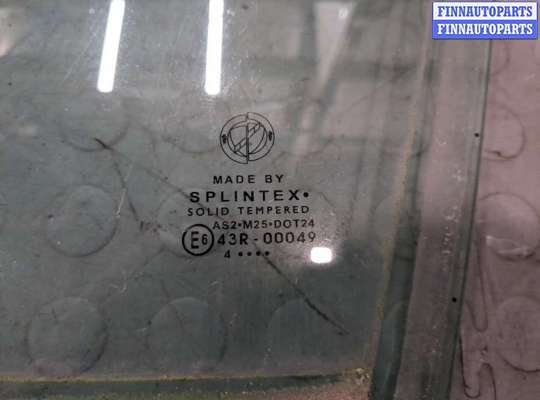 FINNAUTOPARTS
FINNAUTOPARTS
MADE BY
SPLINTEX•
SOLID TEMPERED
AS2•M25•DOT24
E6 43R-00049
4 ••••